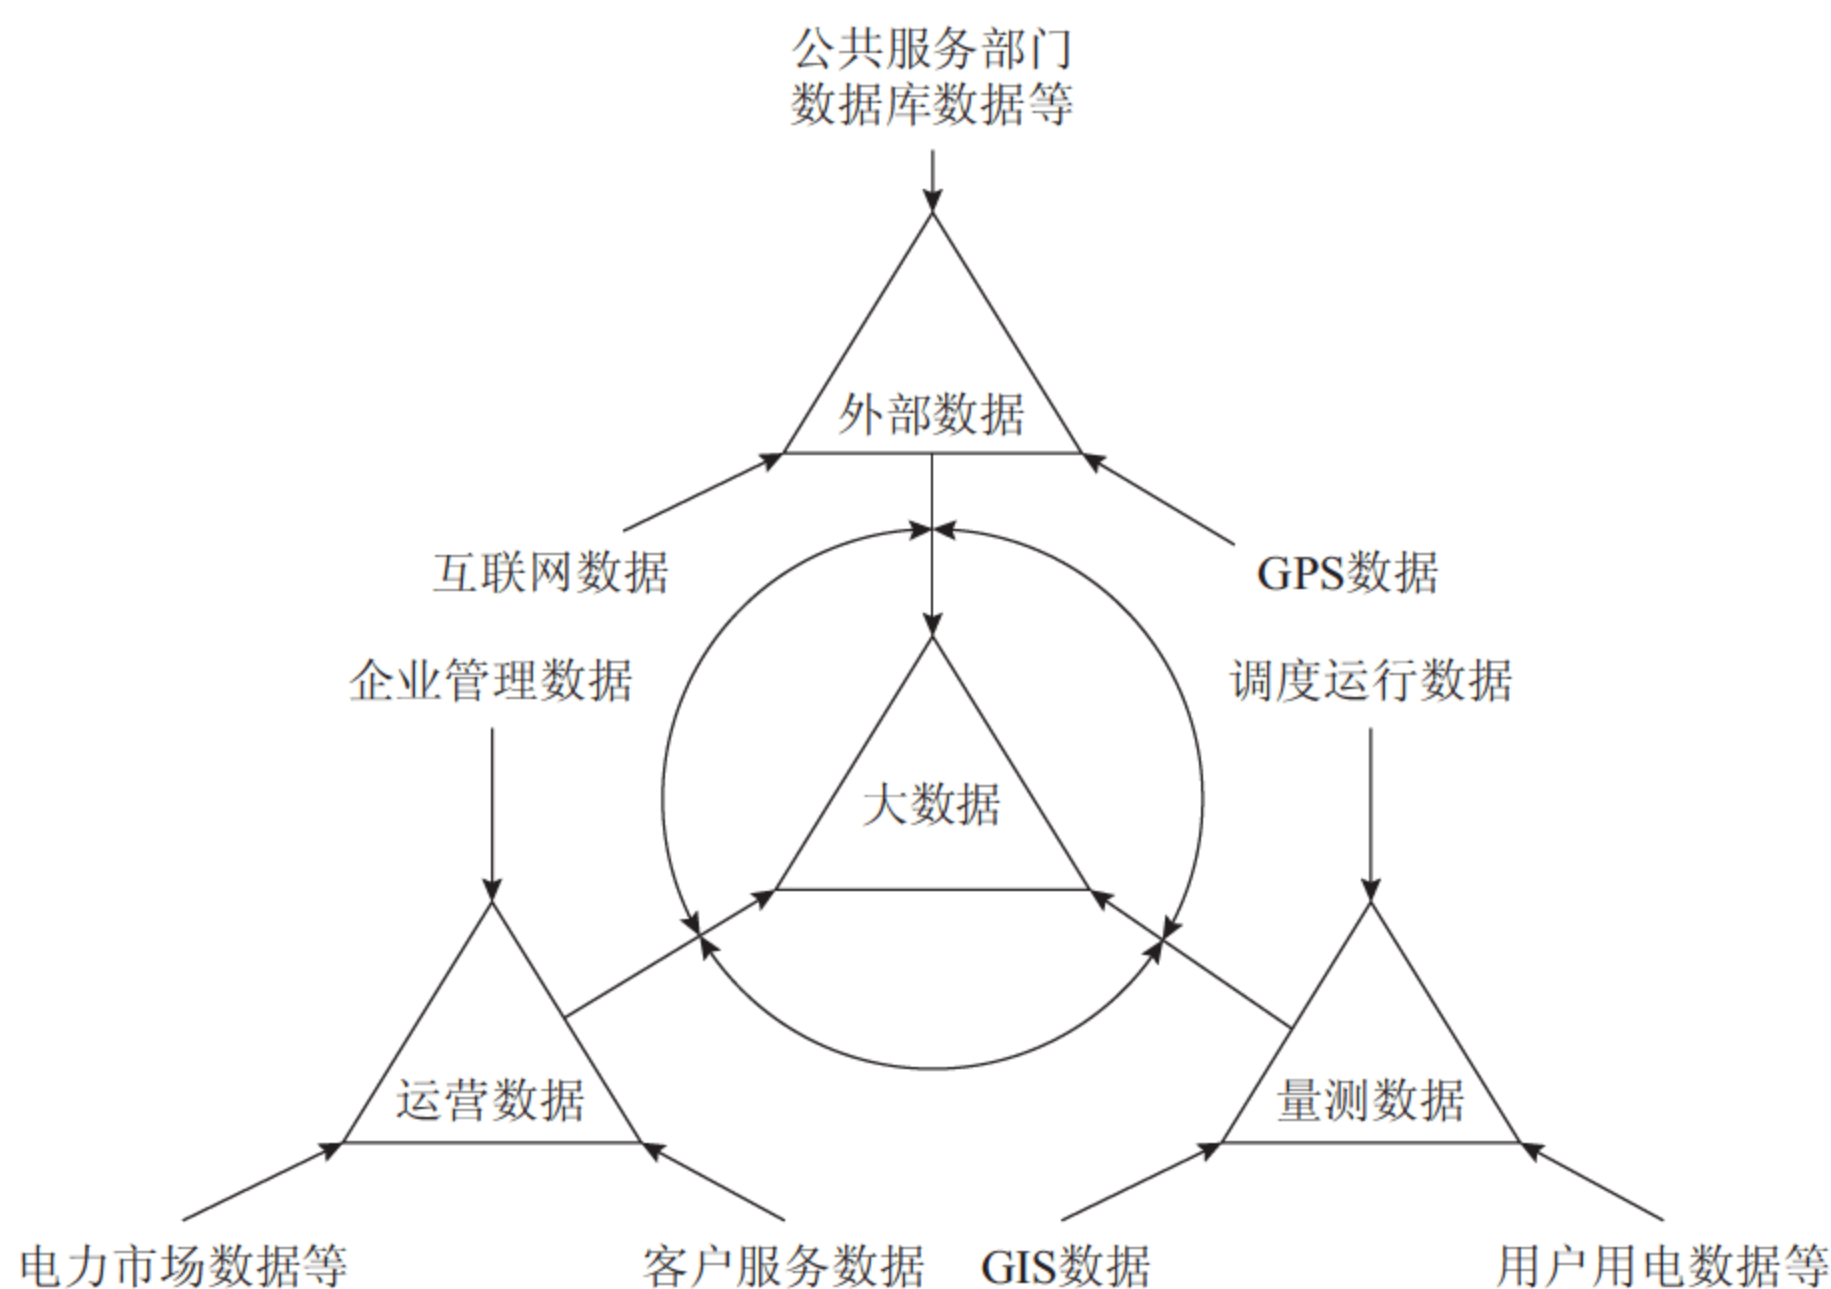 公共服务部门
数据库数据等
外部数据
互联网数据
GPS数据
企业管理数据
调度运行数据
大数据
运营数据
量测数据
电力市场数据等
客户服务数据
GIS数据
用户用电数据等